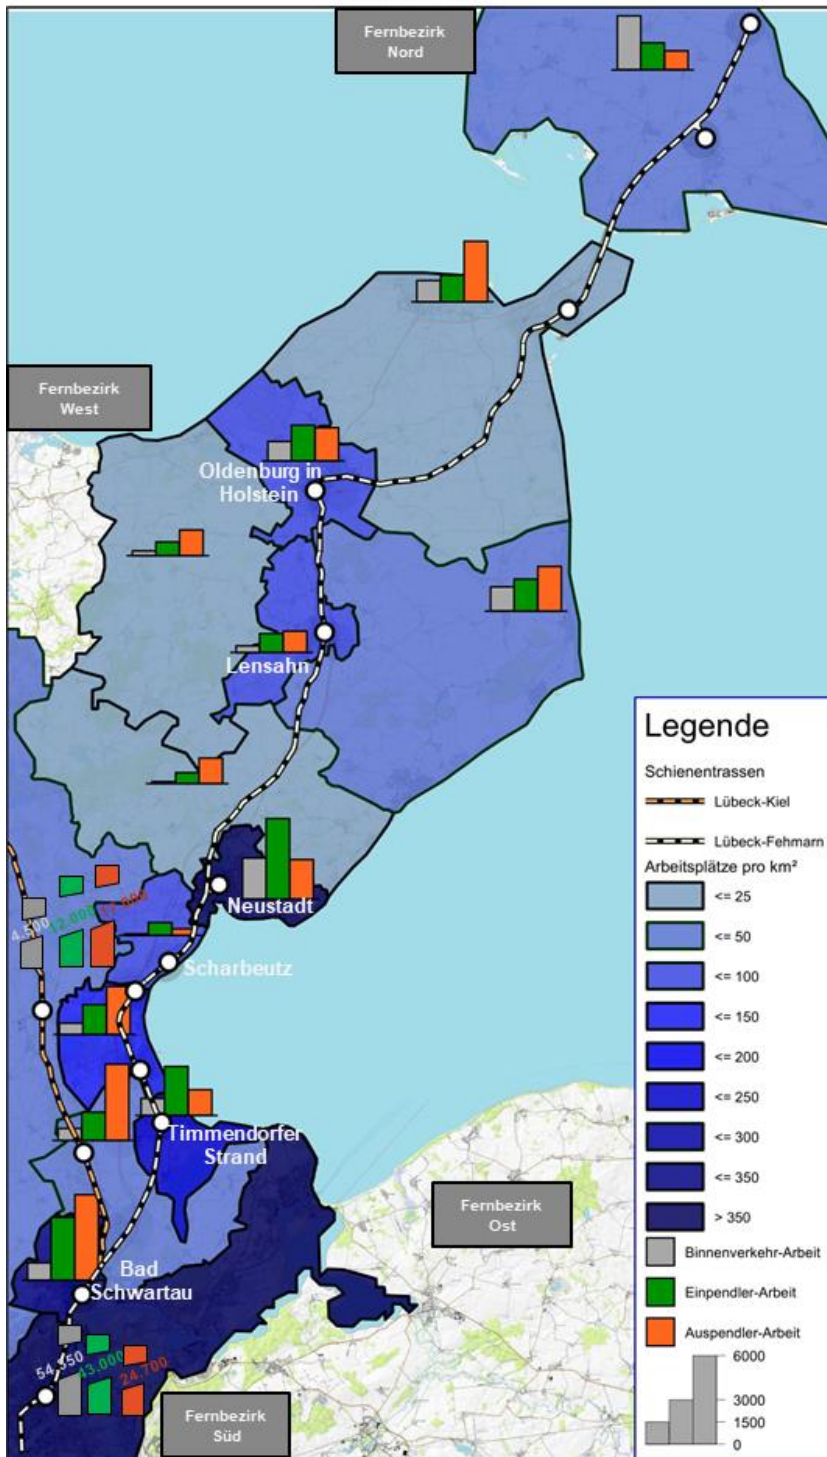 Fernbezirk
Nord
Fernbezirk
West
Oldenburg in
Holstein
Lensahn
Neustadt
4.500
12.000
Scharbeutz
Timmendorfer
Strand
Fernbezirk
Ost
Bad
Schwartau
54.350
43.000
24.700
Fernbezirk
Süd
Legende
Schienentrassen
Lübeck-Kiel
Lübeck-Fehmarn
Arbeitsplätze pro km²
<= 25
<= 50
<= 100
<= 150
<= 200
<= 250
<= 300
<= 350
> 350
Binnenverkehr-Arbeit
Einpendler-Arbeit
Auspendler-Arbeit
6000
3000
1500
0